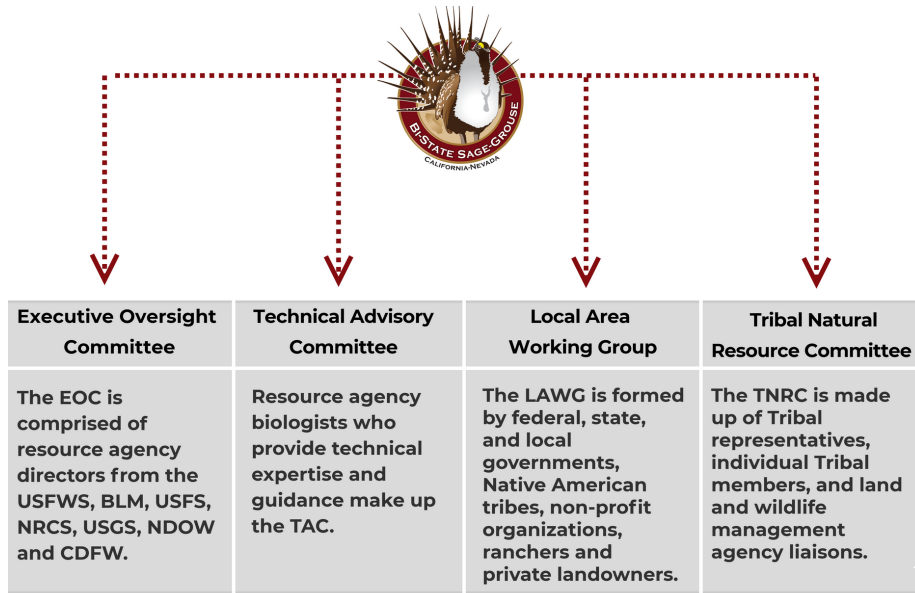 BI-STATE SAGE-GROUSE
CALIFORNIA-NEVADA
Executive Oversight
Committee
The EOC is
comprised of
resource agency
directors from the
USFWS, BLM, USFS,
NRCS, USGS, NDOW
and CDFW.
Technical Advisory
Committee
Resource agency
biologists who
provide technical
expertise and
guidance make up
the TAC.
Local Area
Working Group
The LAWG is formed
by federal, state,
and local
governments,
Native American
tribes, non-profit
organizations,
ranchers and
private landowners.
Tribal Natural
Resource Committee
The TNRC is made
up of Tribal
representatives,
individual Tribal
members, and land
and wildlife
management
agency liaisons.